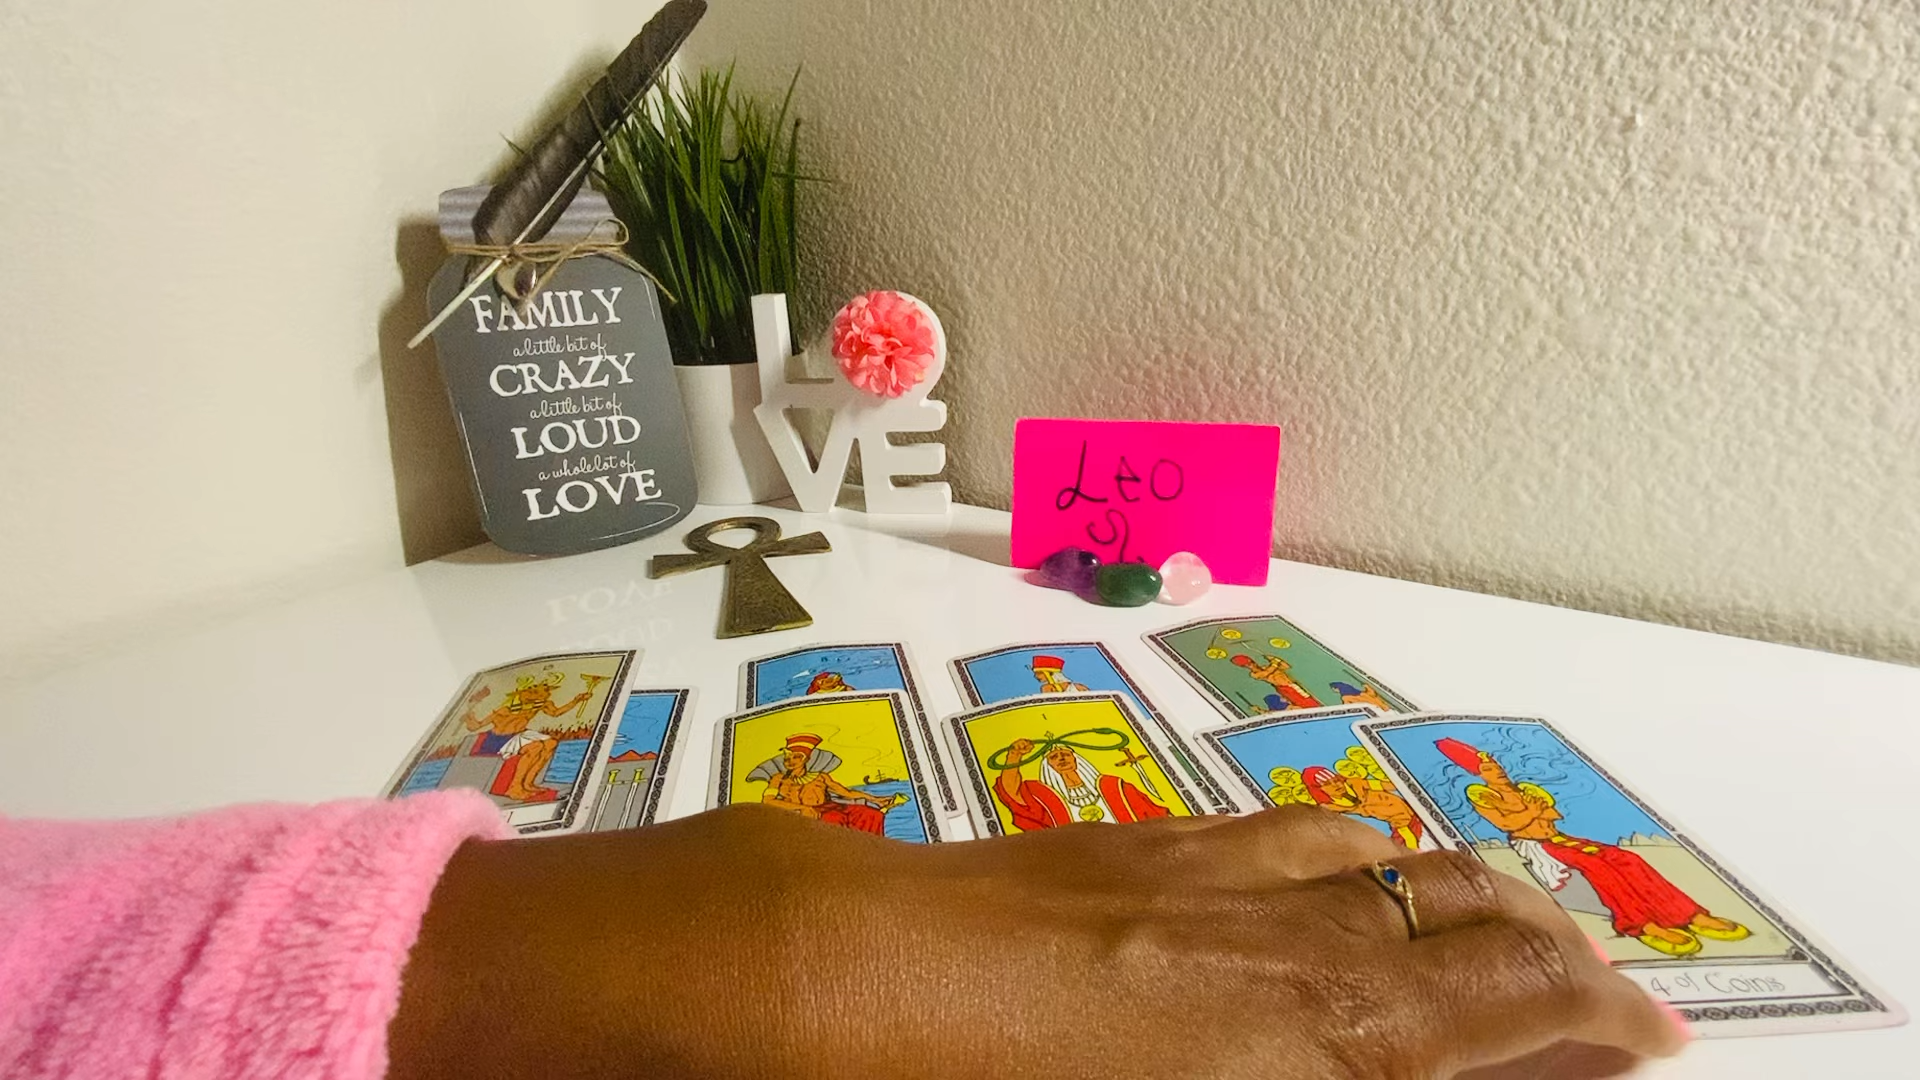 FAMILY
a little bit of
CRAZY
a little bit of
LOUD
a whole lot of
LOVE
LOVE
Leo
4 of Coins
I